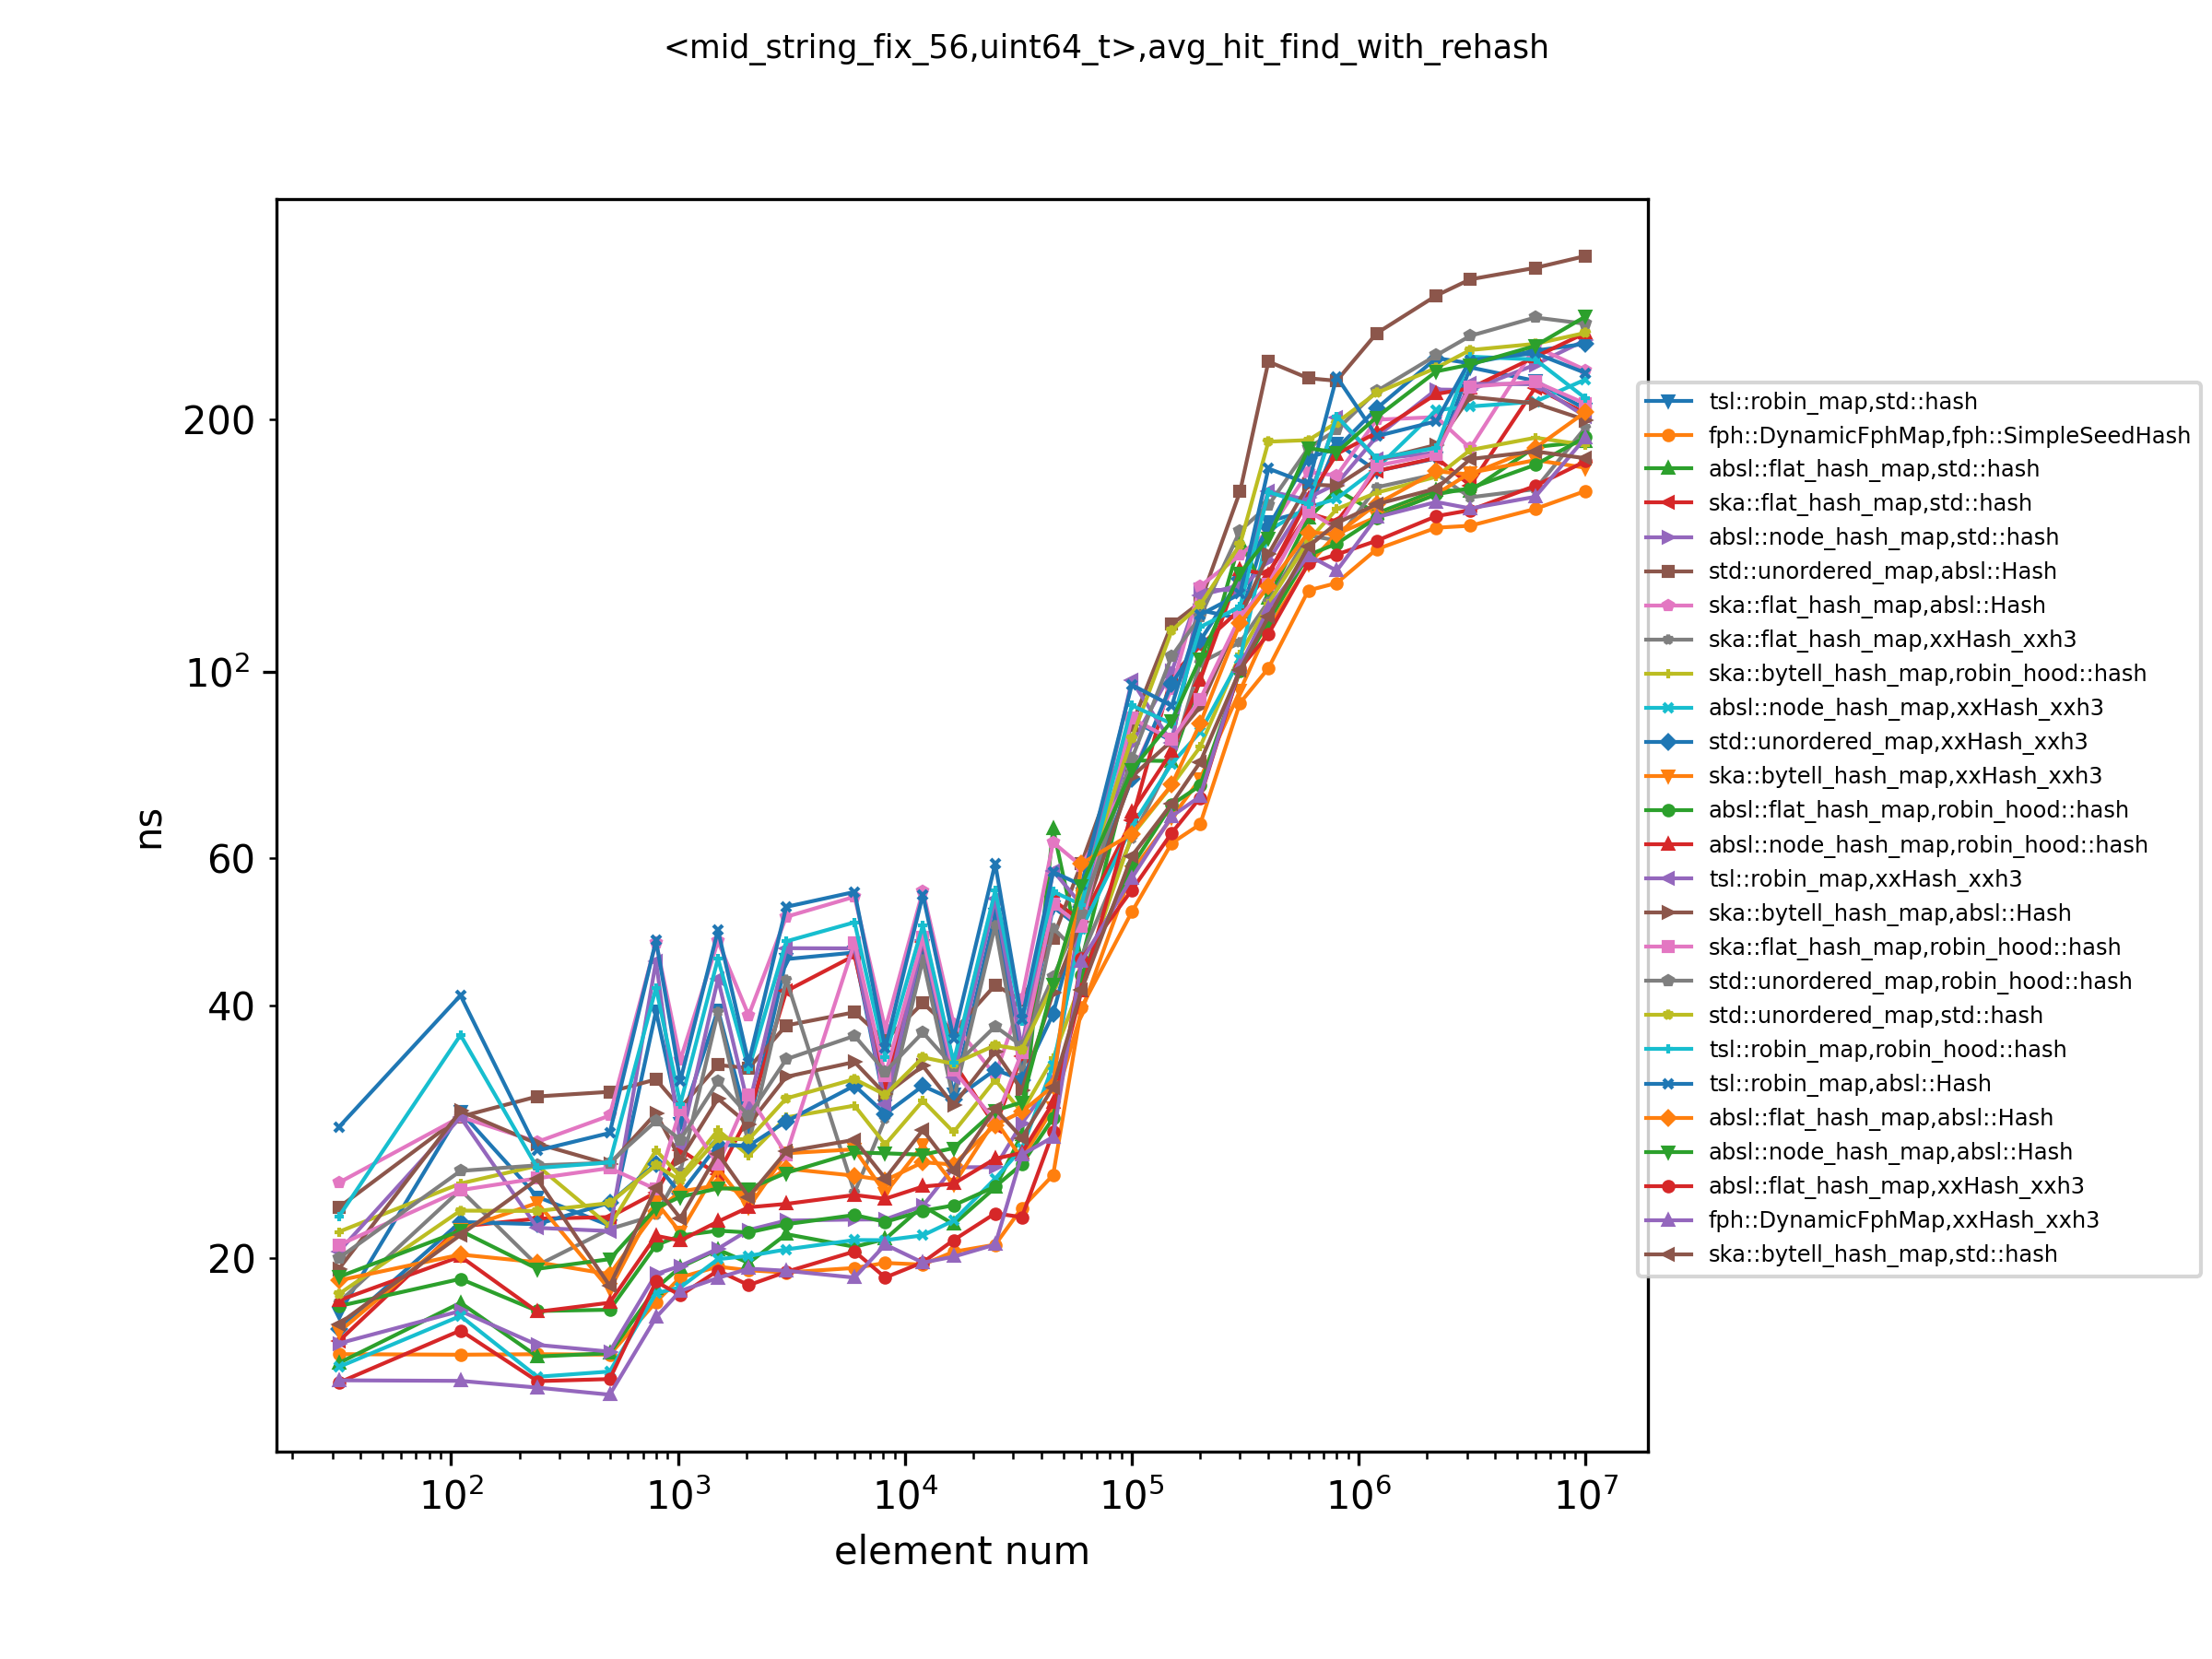 <mid_string_fix_56,uint64_t>,avg_hit_find_with_rehash
200
10²
60
40
20
ns
10²
10³
10⁴
10⁵
10⁶
10⁷
element num
tsl::robin_map,std::hash
fph::DynamicFphMap,fph::SimpleSeedHash
absl::flat_hash_map,std::hash
ska::flat_hash_map,std::hash
absl::node_hash_map,std::hash
std::unordered_map,absl::Hash
ska::flat_hash_map,absl::Hash
ska::flat_hash_map,xxHash_xxh3
ska::bytell_hash_map,robin_hood::hash
absl::node_hash_map,xxHash_xxh3
std::unordered_map,xxHash_xxh3
ska::bytell_hash_map,xxHash_xxh3
absl::flat_hash_map,robin_hood::hash
absl::node_hash_map,robin_hood::hash
tsl::robin_map,xxHash_xxh3
ska::bytell_hash_map,absl::Hash
ska::flat_hash_map,robin_hood::hash
std::unordered_map,robin_hood::hash
std::unordered_map,std::hash
tsl::robin_map,robin_hood::hash
tsl::robin_map,absl::Hash
absl::flat_hash_map,absl::Hash
absl::node_hash_map,absl::Hash
absl::flat_hash_map,xxHash_xxh3
fph::DynamicFphMap,xxHash_xxh3
ska::bytell_hash_map,std::hash